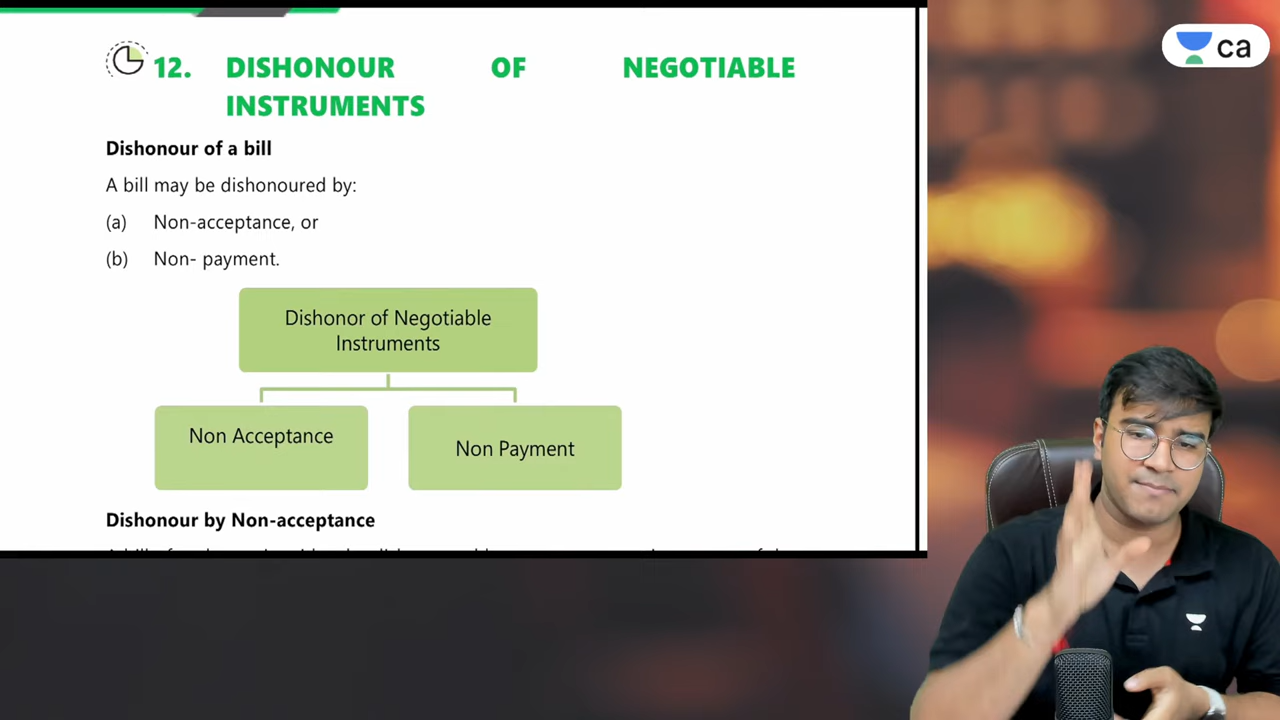 12. DISHONOUR OF NEGOTIABLE
INSTRUMENTS
Dishonour of a bill
A bill may be dishonoured by:
(a) Non-acceptance, or
(b) Non- payment.
Dishonor of Negotiable
Instruments
Non Acceptance
Non Payment
Dishonour by Non-acceptance
ca